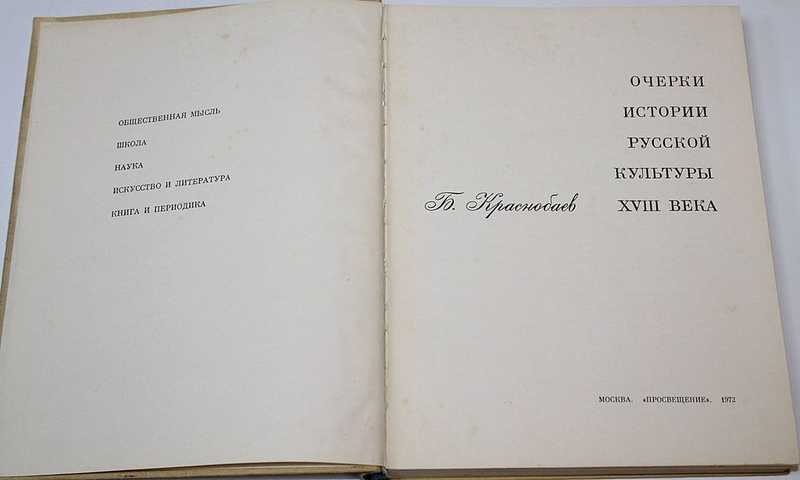 ОБЩЕСТВЕННАЯ МЫСЛЬ
ШКОЛА
НАУКА
ИСКУССТВО И ЛИТЕРАТУРА
КНИГА И ПЕРИОДИКА
ОЧЕРКИ
ИСТОРИИ
РУССКОЙ
КУЛЬТУРЫ
Б. Краснобаев XVIII ВЕКА
МОСКВА. «ПРОСВЕЩЕНИЕ». 1972